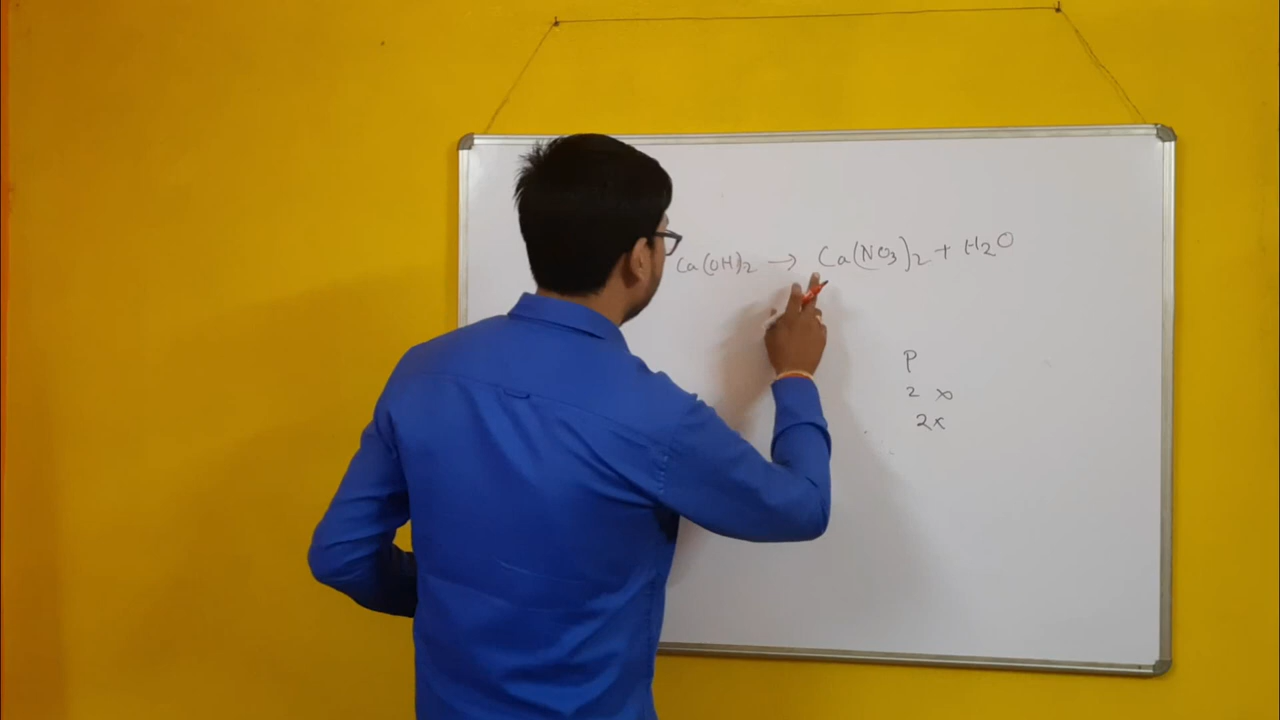 Ca(OH)2 → Ca(NO3)2 + H2O
P
2 x
2x